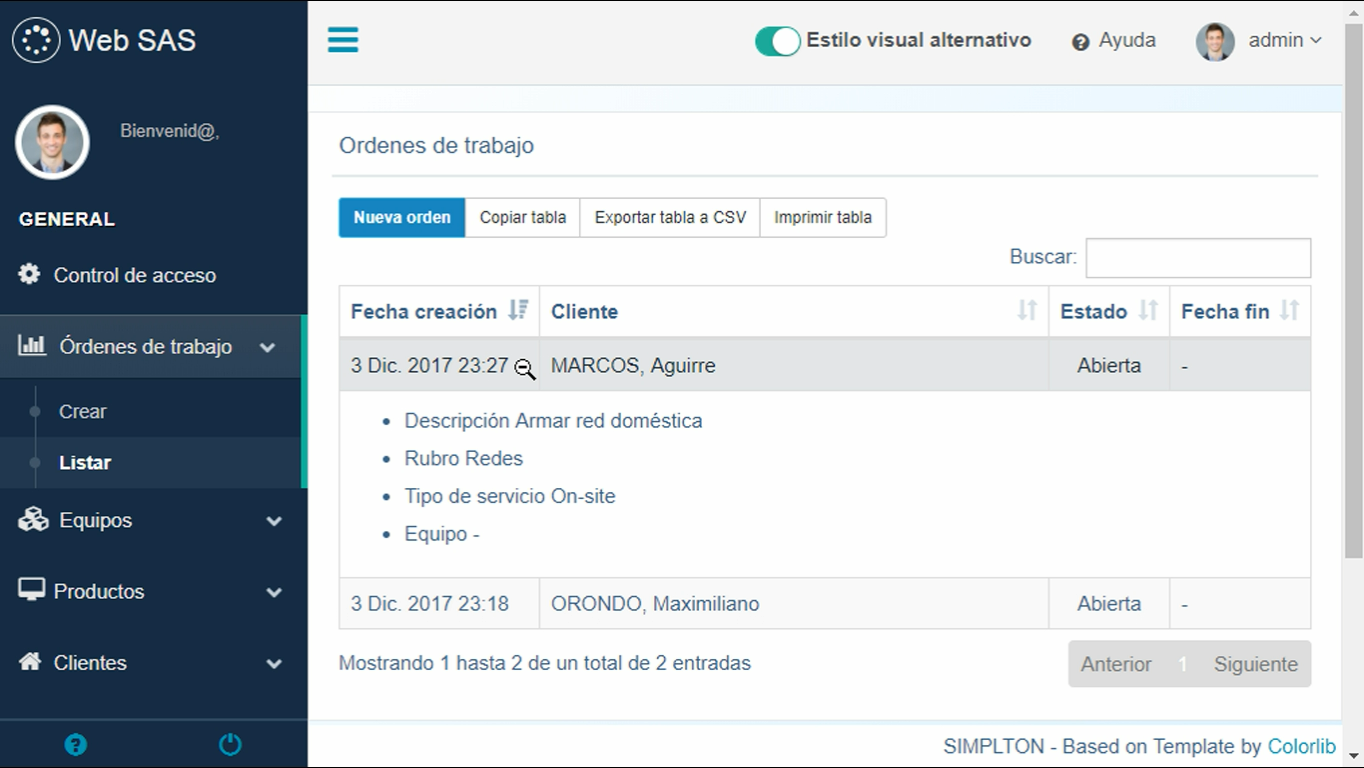 Web SAS
Estilo visual alternativo
Ayuda
admin
Bienvenid@,
GENERAL
Control de acceso
Órdenes de trabajo
Crear
Listar
Equipos
Productos
Clientes
Ordenes de trabajo
Nueva orden Copiar tabla Exportar tabla a CSV Imprimir tabla
Buscar:
Fecha creación Cliente Estado Fecha fin
3 Dic. 2017 23:27 MARCOS, Aguirre Abierta -
• Descripción Armar red doméstica
• Rubro Redes
• Tipo de servicio On-site
• Equipo -
3 Dic. 2017 23:18 ORONDO, Maximiliano Abierta -
Mostrando 1 hasta 2 de un total de 2 entradas
Anterior 1 Siguiente
SIMPLTON - Based on Template by Colorlib